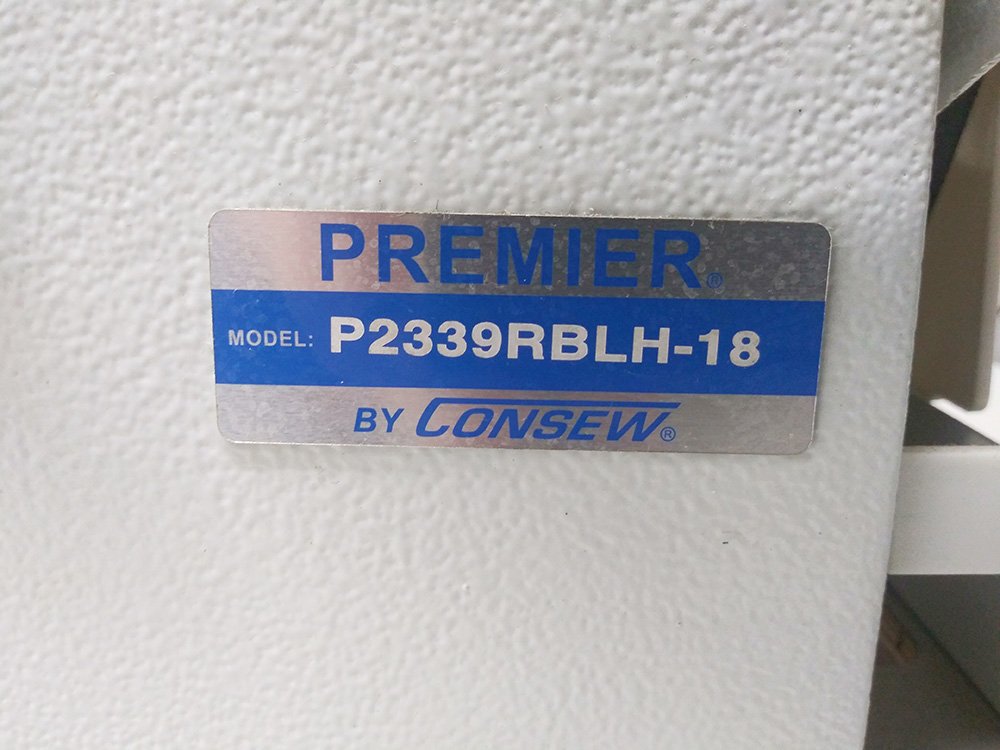 PREMIER®
MODEL: P2339RBLH-18
BY CONSEW®